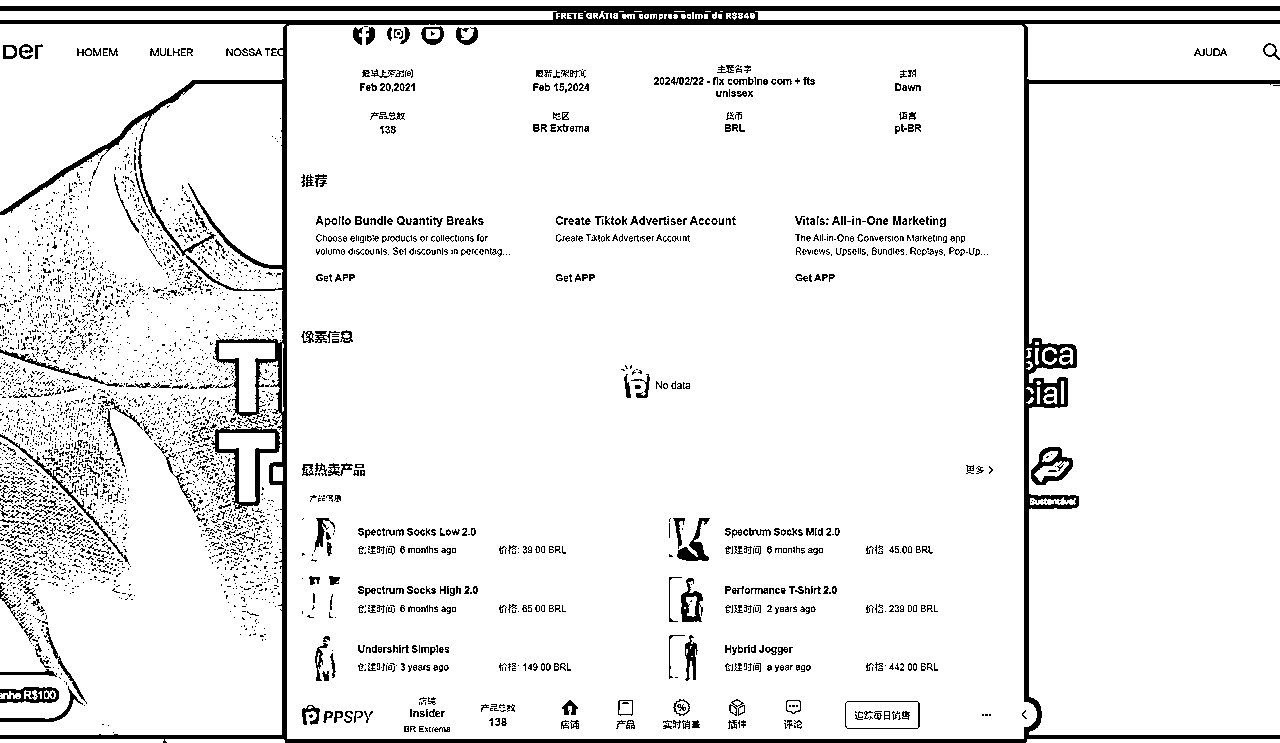 FRETE GRÁTIS em compras acima de R$349
der
HOMEM
MULHER
NOSSA TEC
AJUDA
最早上架时间
Feb 20,2021
最新上架时间
Feb 15,2024
主题名字
2024/02/22 - fix combine com + fts
unissex
主题
Dawn
产品总数
138
地区
BR Extrema
货币
BRL
语言
pt-BR
推荐
Apollo Bundle Quantity Breaks
Choose eligible products or collections for
volume discounts. Set discounts in percentag...
Get APP
Create Tiktok Advertiser Account
Create Tiktok Advertiser Account
Get APP
Vitals: All-in-One Marketing
The All-in-One Conversion Marketing app
Reviews, Upsells, Bundles, Replays, Pop-Up...
Get APP
像素信息
No data
T
gica
T
cial
Sustentável
最热卖产品
更多
产品信息
Spectrum Socks Low 2.0
创建时间: 6 months ago
价格: 39.00 BRL
Spectrum Socks Mid 2.0
创建时间: 6 months ago
价格: 45.00 BRL
Spectrum Socks High 2.0
创建时间: 6 months ago
价格: 65.00 BRL
Performance T-Shirt 2.0
创建时间: 2 years ago
价格: 239.00 BRL
Undershirt Simples
创建时间: 3 years ago
价格: 149.00 BRL
Hybrid Jogger
创建时间: a year ago
价格: 442.00 BRL
anhe R$100
PPSPY
店铺
Insider
BR Extrema
产品总数
138
店铺
产品
实时销量
插件
评论
追踪每日销售
...